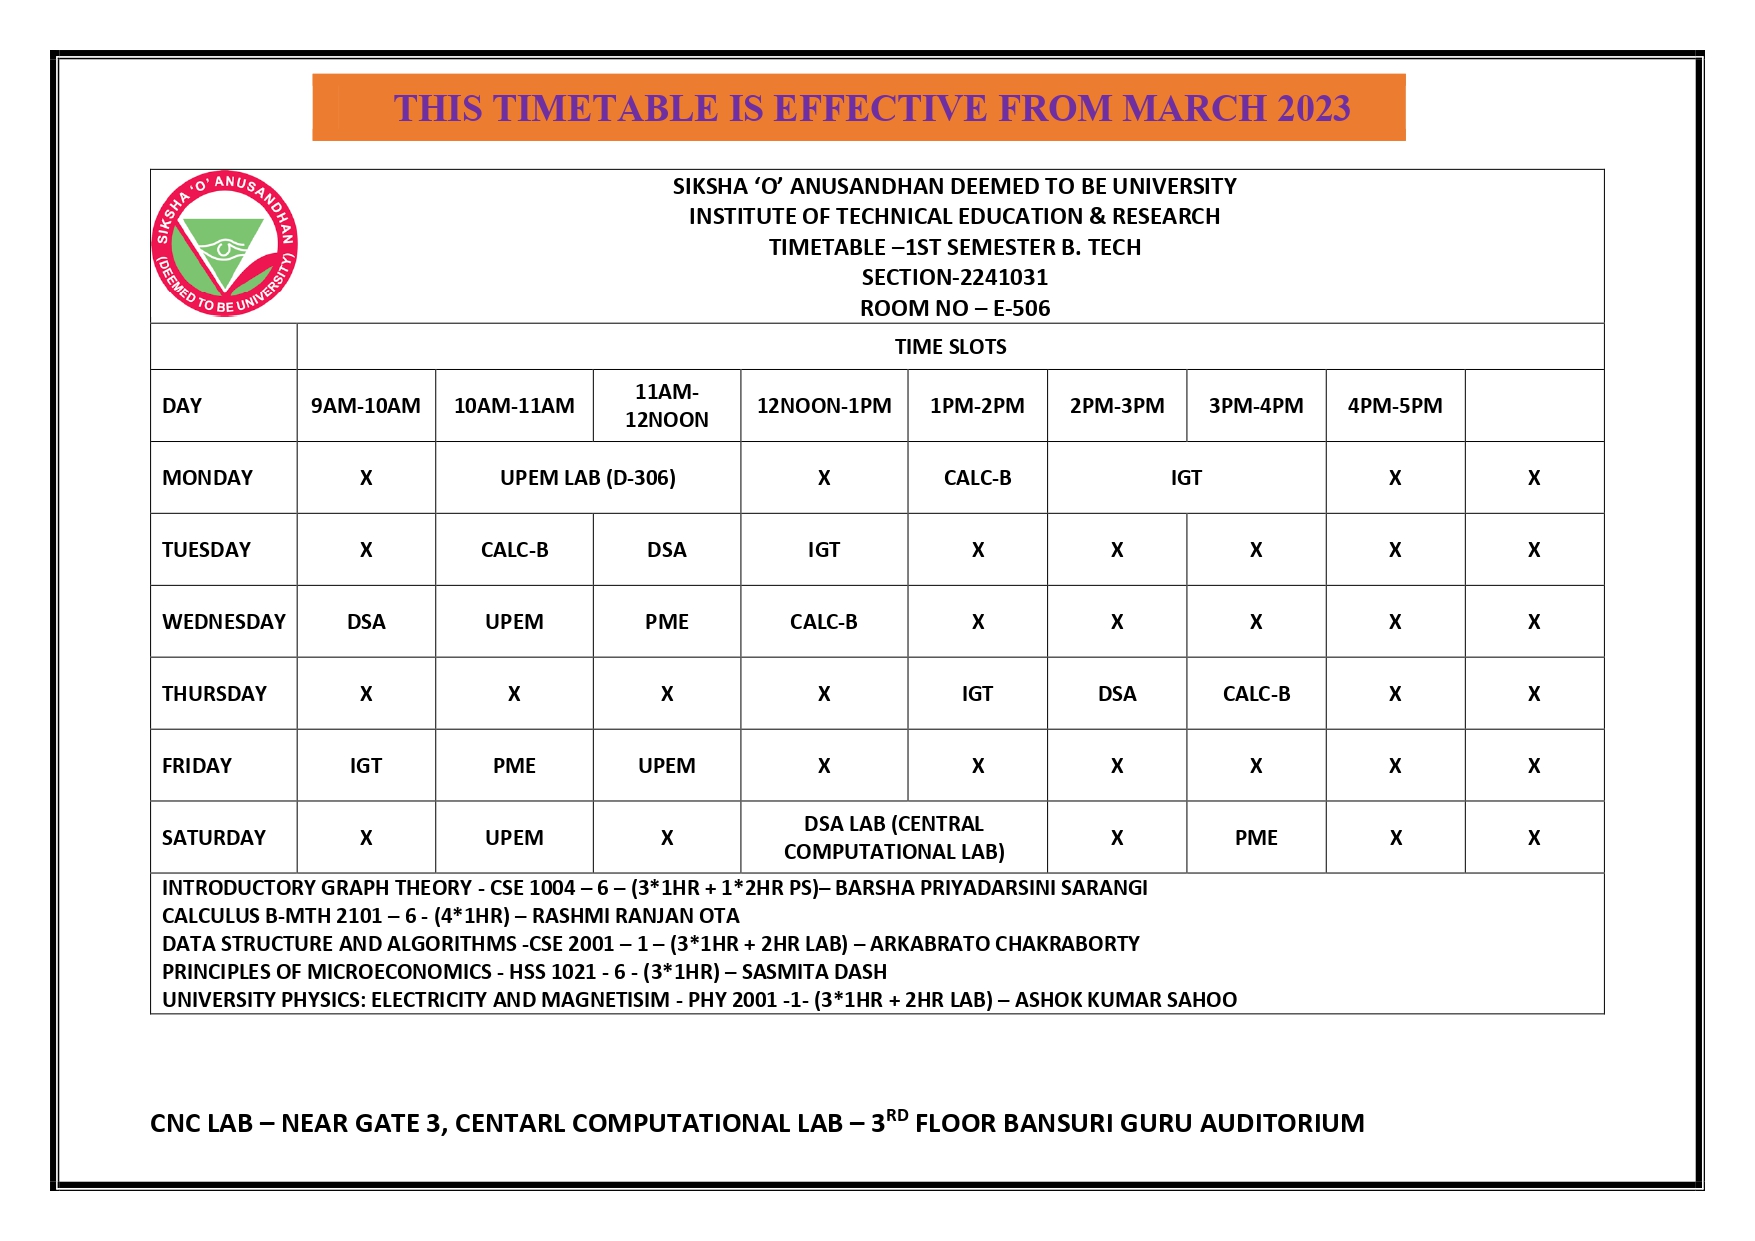 THIS TIMETABLE IS EFFECTIVE FROM MARCH 2023
SIKSHA 'O' ANUSANDHAN
(DEEMED TO BE UNIVERSITY)
SIKSHA ‘O’ ANUSANDHAN DEEMED TO BE UNIVERSITY
INSTITUTE OF TECHNICAL EDUCATION & RESEARCH
TIMETABLE –1ST SEMESTER B. TECH
SECTION-2241031
ROOM NO – E-506
TIME SLOTS
DAY 9AM-10AM 10AM-11AM 11AM-12NOON 12NOON-1PM 1PM-2PM 2PM-3PM 3PM-4PM 4PM-5PM
MONDAY X UPEM LAB (D-306) X CALC-B IGT X X
TUESDAY X CALC-B DSA IGT X X X X X
WEDNESDAY DSA UPEM PME CALC-B X X X X X
THURSDAY X X X X IGT DSA CALC-B X X
FRIDAY IGT PME UPEM X X X X X X
SATURDAY X UPEM X DSA LAB (CENTRAL COMPUTATIONAL LAB) X PME X X
INTRODUCTORY GRAPH THEORY - CSE 1004 – 6 – (3*1HR + 1*2HR PS)– BARSHA PRIYADARSINI SARANGI
CALCULUS B-MTH 2101 – 6 - (4*1HR) – RASHMI RANJAN OTA
DATA STRUCTURE AND ALGORITHMS -CSE 2001 – 1 – (3*1HR + 2HR LAB) – ARKABRATO CHAKRABORTY
PRINCIPLES OF MICROECONOMICS - HSS 1021 - 6 - (3*1HR) – SASMITA DASH
UNIVERSITY PHYSICS: ELECTRICITY AND MAGNETISIM - PHY 2001 -1- (3*1HR + 2HR LAB) – ASHOK KUMAR SAHOO
CNC LAB – NEAR GATE 3, CENTARL COMPUTATIONAL LAB – 3RD FLOOR BANSURI GURU AUDITORIUM